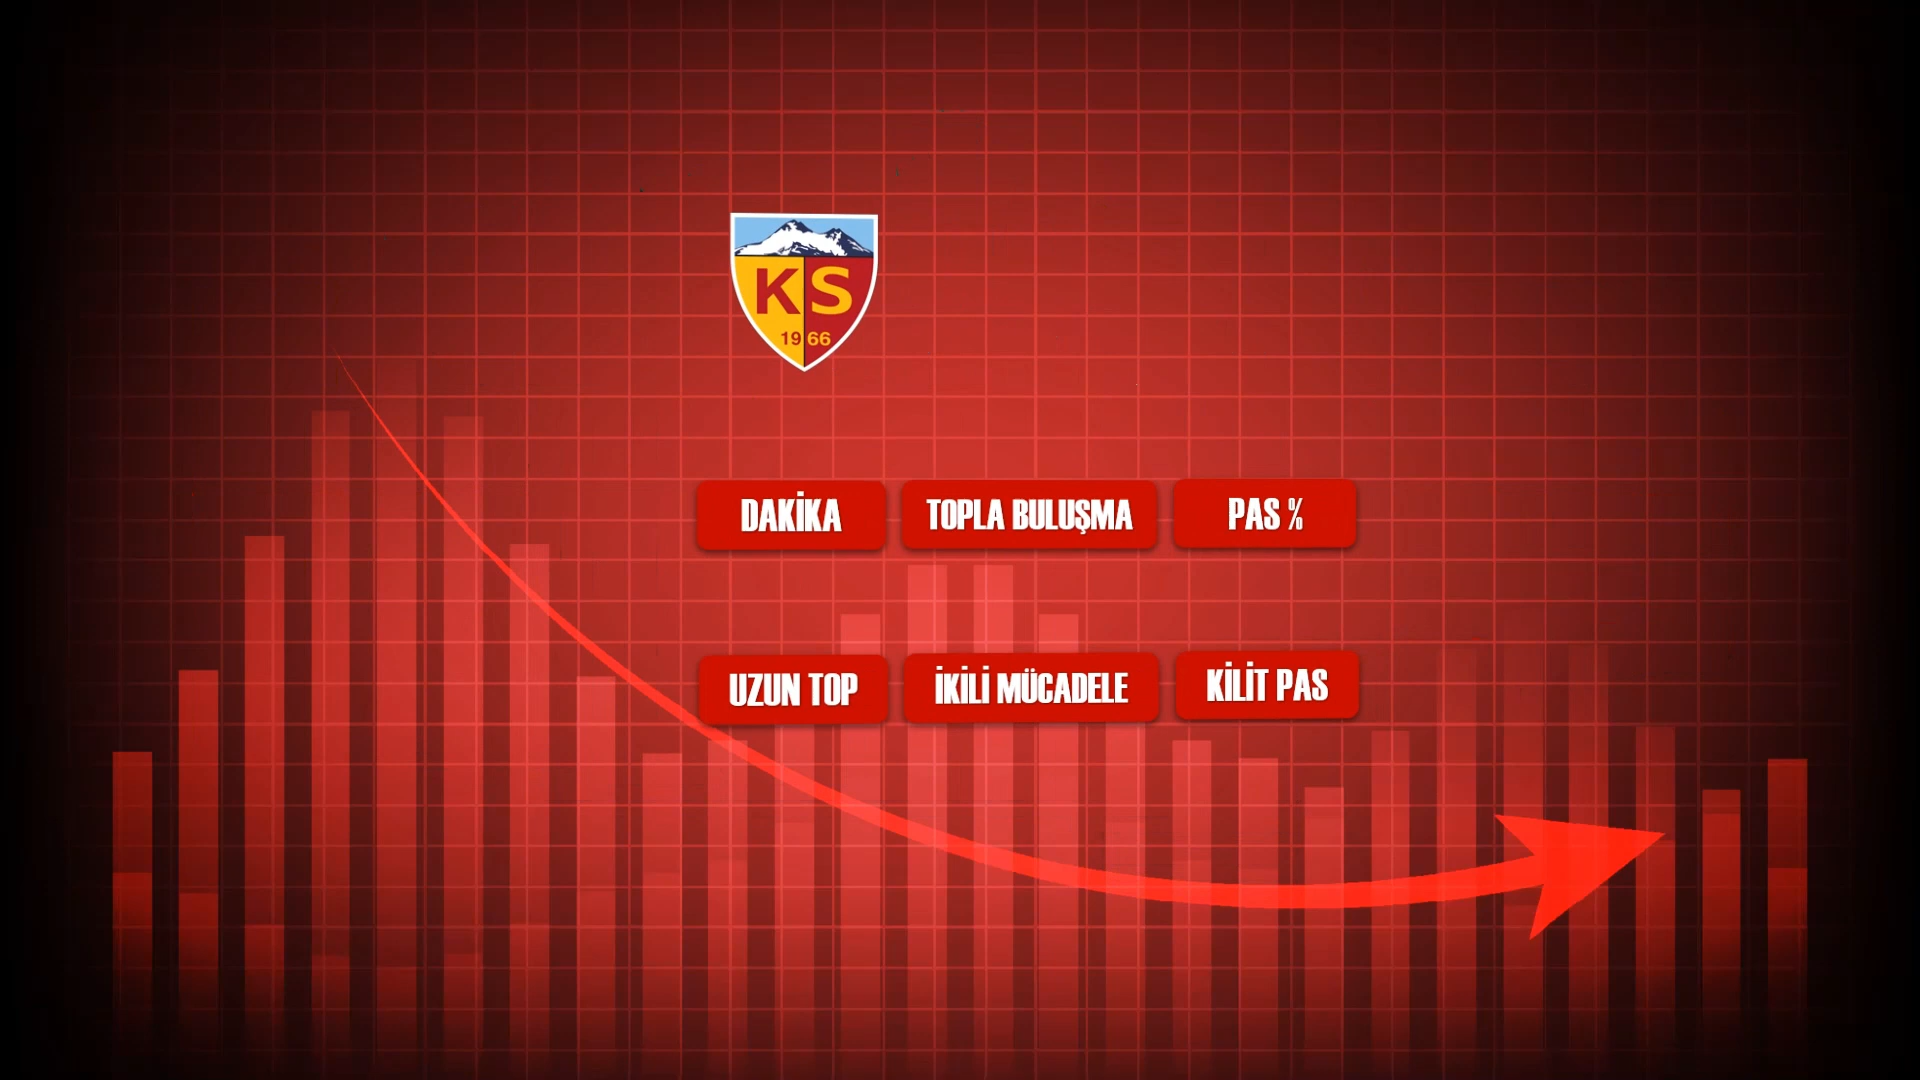 KS
1966
DAKİKA
TOPLA BULUŞMA
PAS %
UZUN TOP
İKİLİ MÜCADELE
KİLİT PAS